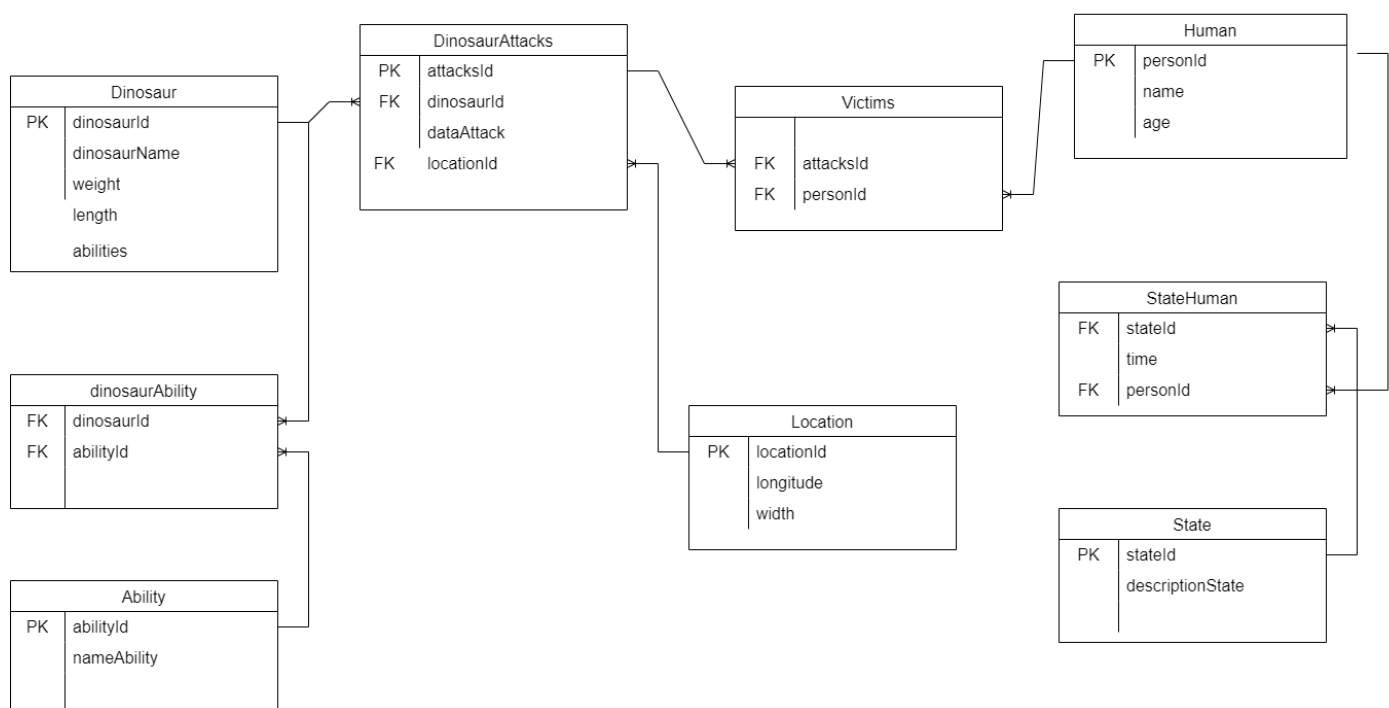 Dinosaur
PK dinosaurId
dinosaurName
weight
length
abilities
DinosaurAttacks
PK attacksId
FK dinosaurId
dataAttack
FK locationId
Victims
FK attacksId
FK personId
Human
PK personId
name
age
StateHuman
FK stateId
time
FK personId
dinosaurAbility
FK dinosaurId
FK abilityId
Location
PK locationId
longitude
width
State
PK stateId
descriptionState
Ability
PK abilityId
nameAbility